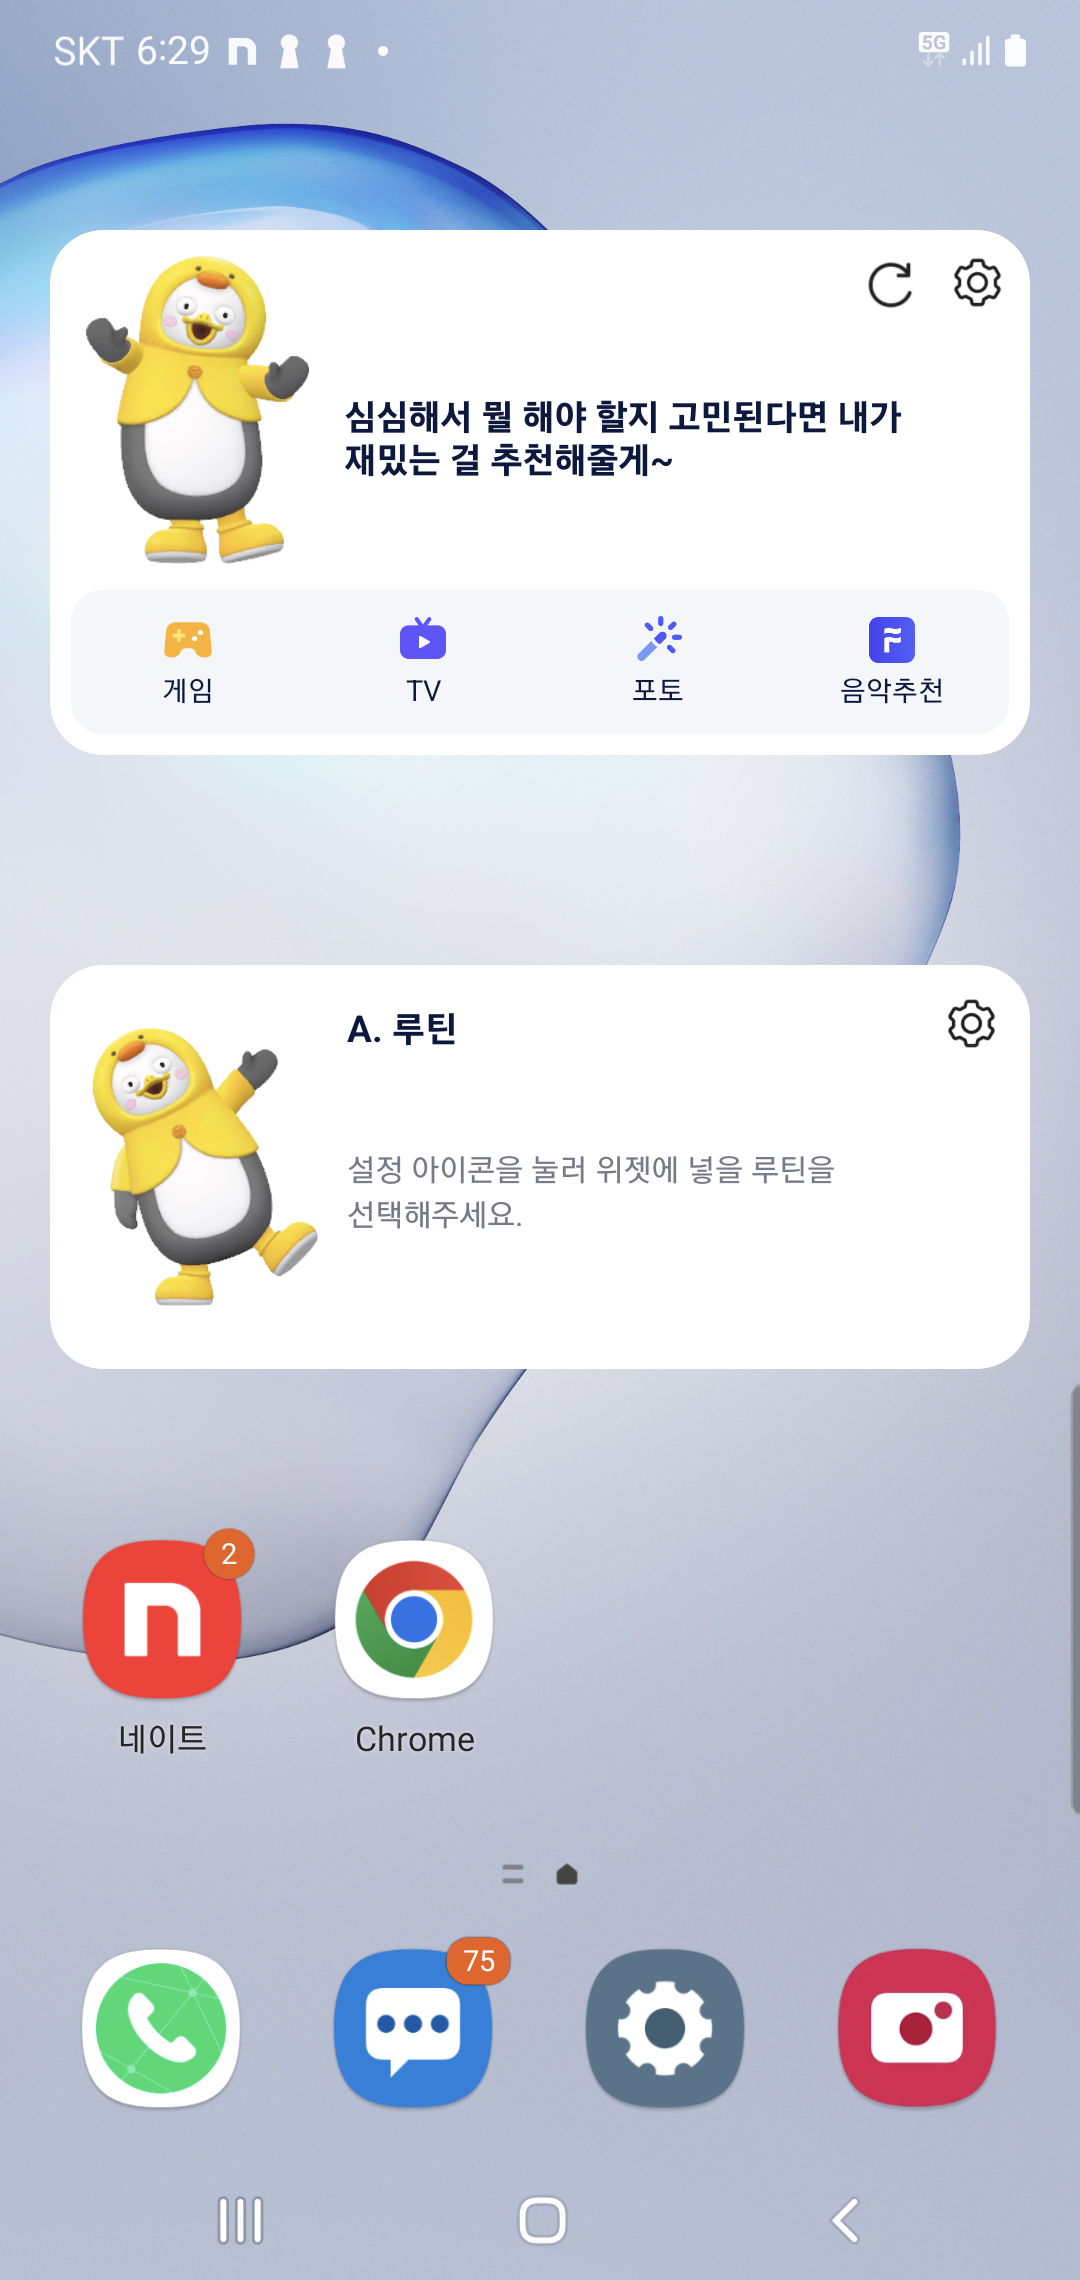 SKT 6:29
5G
심심해서 뭘 해야 할지 고민된다면 내가
재밌는 걸 추천해줄게~
게임
TV
포토
음악추천
A. 루틴
설정 아이콘을 눌러 위젯에 넣을 루틴을
선택해주세요.
2
네이트
Chrome
75